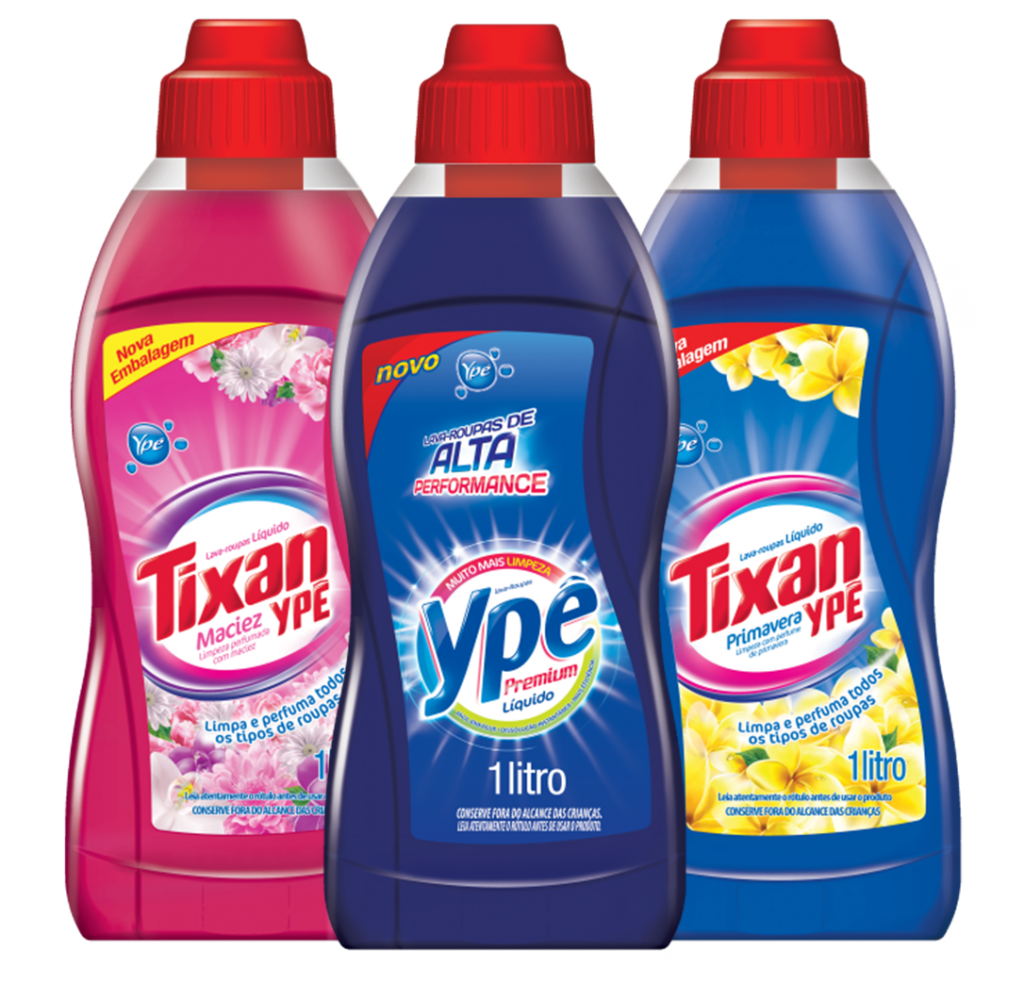 Nova
Embalagem
Ypê
Lava-roupas Líquido
Tixan
YPÊ
Maciez
Limpeza perfumada
com maciez
Limpa e perfuma todos
os tipos de roupas
1
Leia atentamente o rótulo antes de usar
CONSERVE FORA DO ALCANCE DAS
novo
Ypê
LAVA-ROUPAS DE
ALTA
PERFORMANCE
MUITO MAIS LIMPEZA
Lava-Roupas
Ypê
Premium
Líquido
1 litro
CONSERVE FORA DO ALCANCE DAS CRIANÇAS.
LEIA ATENTAMENTE O RÓTULO ANTES DE USAR O PRODUTO.
va
alagem
pê
Lava-roupas Líquido
Tixan
YPÊ
Primavera
Limpeza com perfume
de primavera
Limpa e perfuma todos
os tipos de roupas
1 litro
Leia atentamente o rótulo antes de usar o produto
CONSERVE FORA DO ALCANCE DAS CRIANÇAS